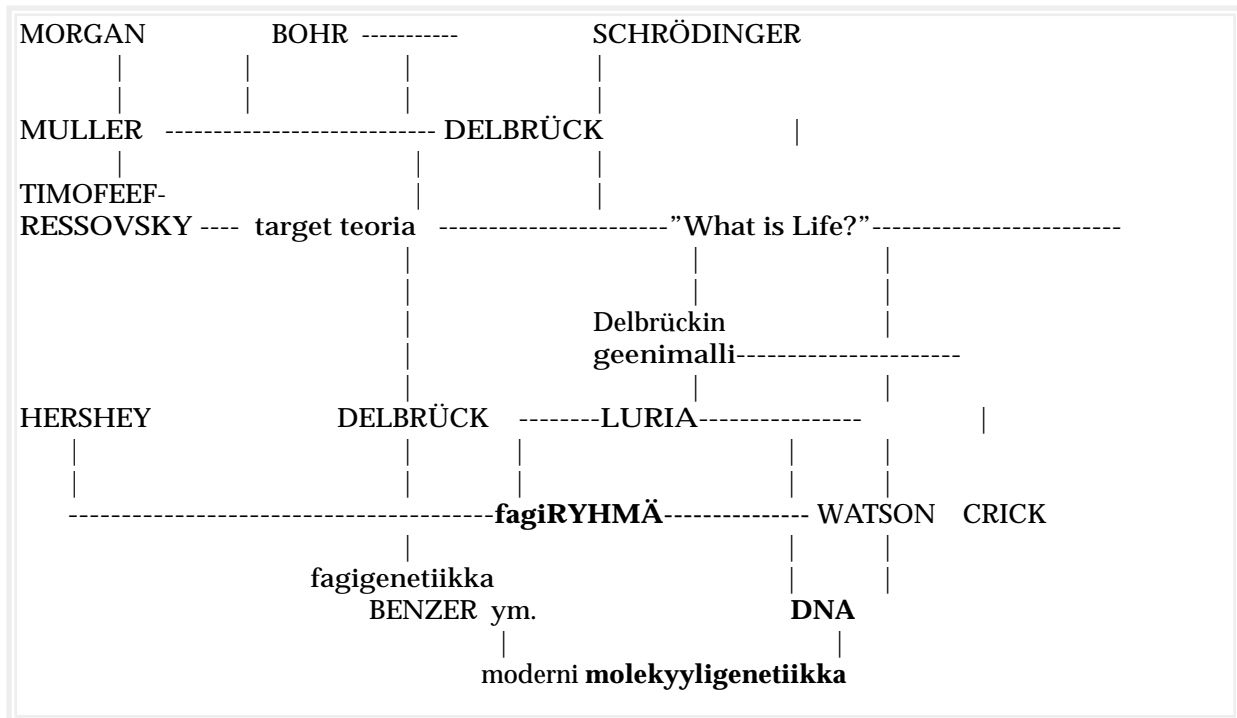 MORGAN BOHR ----------- SCHRÖDINGER
| | | |
| | | |
MULLER ---------------------------- DELBRÜCK |
| | |
TIMOFEEF- | |
RESSOVSKY ---- target teoria ------------------------”What is Life?”--------------------------
| | |
| | |
| Delbrückin |
| geenimalli-----------------------
| | |
HERSHEY DELBRÜCK --------LURIA----------------- |
| | | | |
| | | | |
--------------------------------------------fagiRYHMÄ--------------- WATSON CRICK
| | |
fagigenetiikka | |
BENZER ym. DNA
| |
moderni molekyyligenetiikka